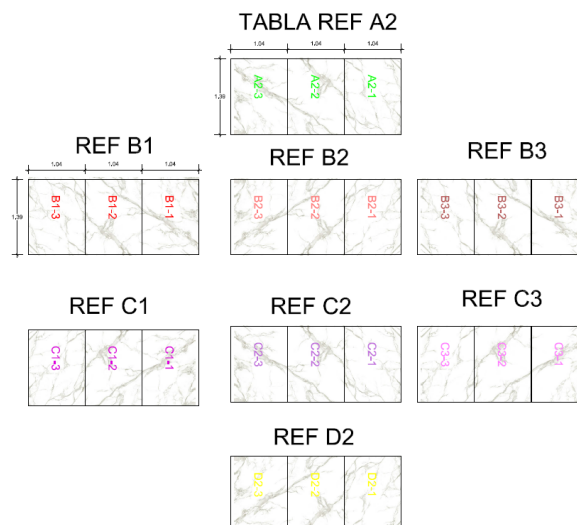 TABLA REF A2
1.04 1.04 1.04
1.39
A2-3 A2-2 A2-1
REF B1 REF B2 REF B3
1.04 1.04 1.04
1.39
B1-3 B1-2 B1-1 B2-3 B2-2 B2-1 B3-3 B3-2 B3-1
REF C1 REF C2 REF C3
C1-3 C1-2 C1-1 C2-3 C2-2 C2-1 C3-3 C3-2 C3-1
REF D2
D2-3 D2-2 D2-1